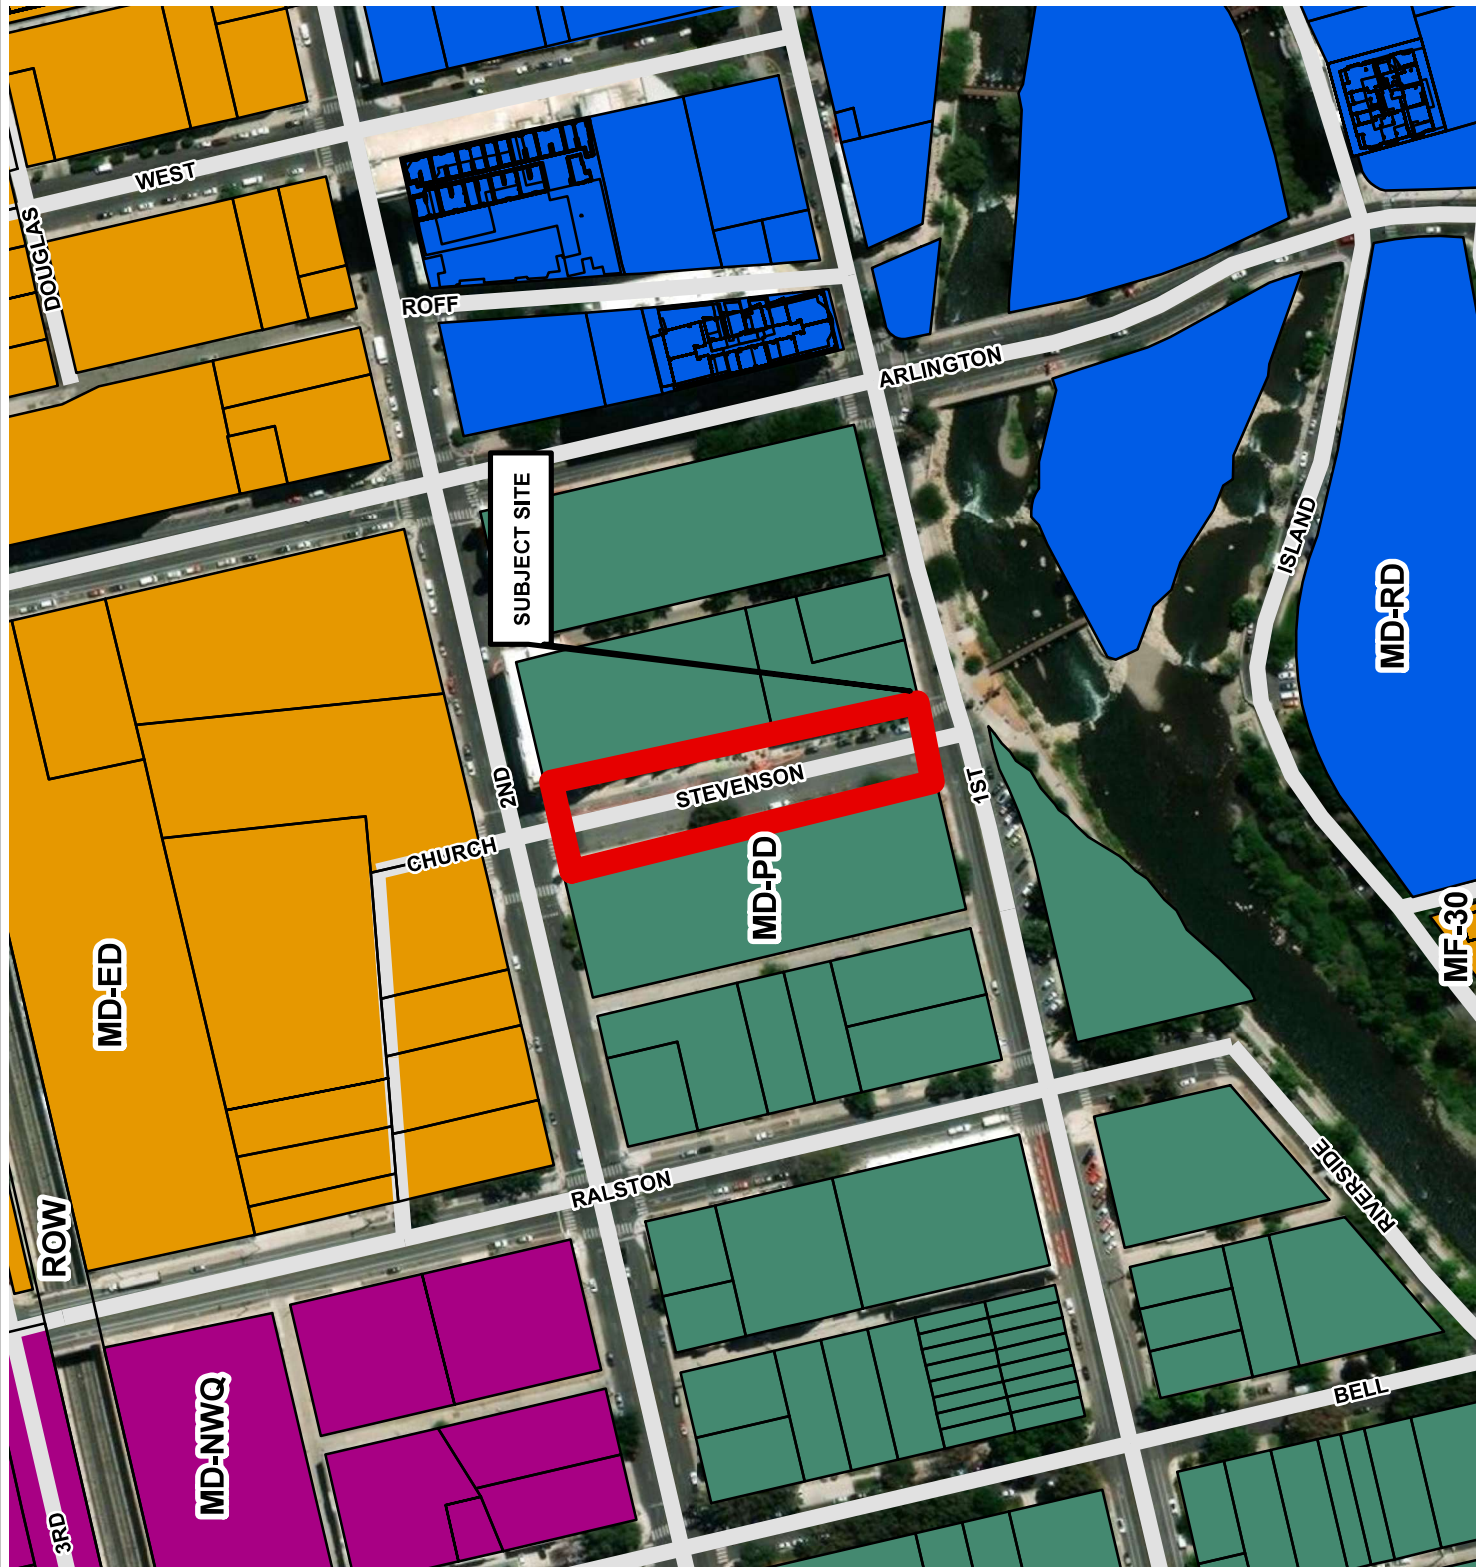 WEST
DOUGLAS
ROFF
ARLINGTON
SUBJECT SITE
ISLAND
MD-RD
2ND
STEVENSON
1ST
CHURCH
MD-PD
MD-ED
MF-30
RALSTON
RIVERSIDE
ROW
MD-NWQ
BELL
3RD